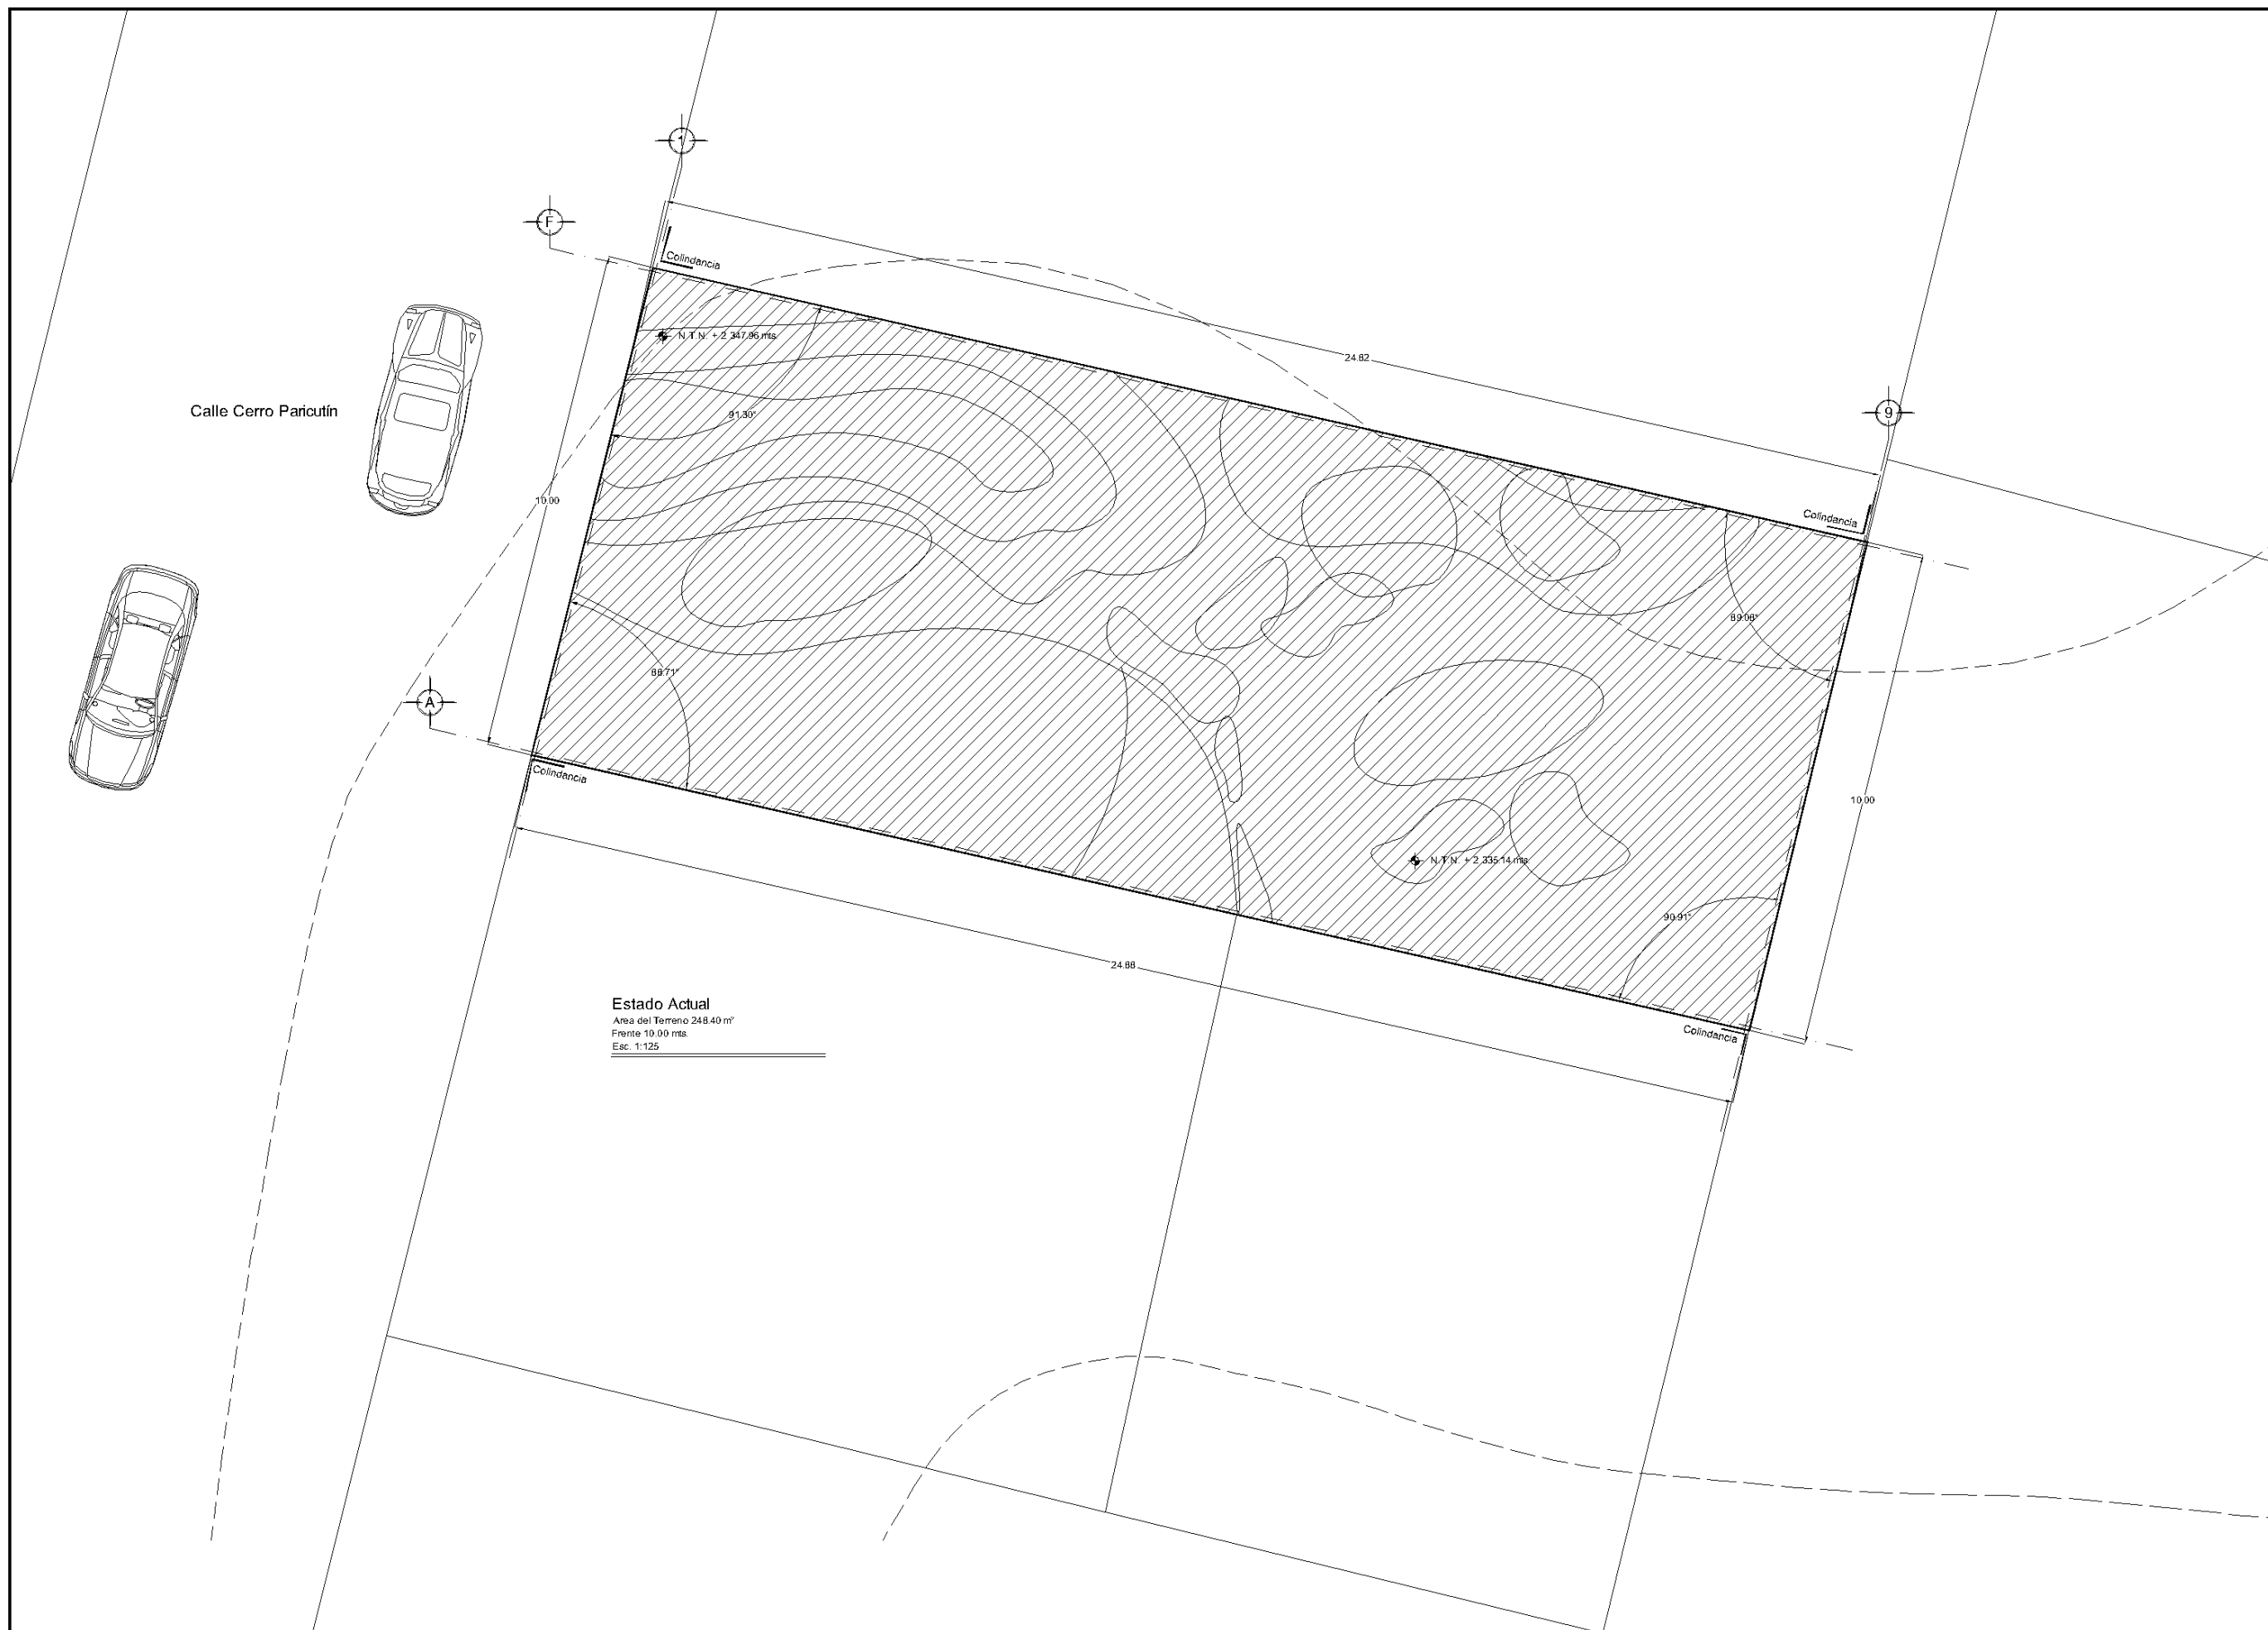 1
F
Colindancia
N.T.N. + 2 347.96 mts.
24.82
Calle Cerro Paricutín
91.30°
9
10.00
Colindancia
89.08°
88.71°
A
Colindancia
10.00
N.T.N. + 2 335.14 mts.
90.91°
24.86
Estado Actual
Area del Terreno 248.40 m²
Frente 10.00 mts.
Esc. 1:125
Colindancia